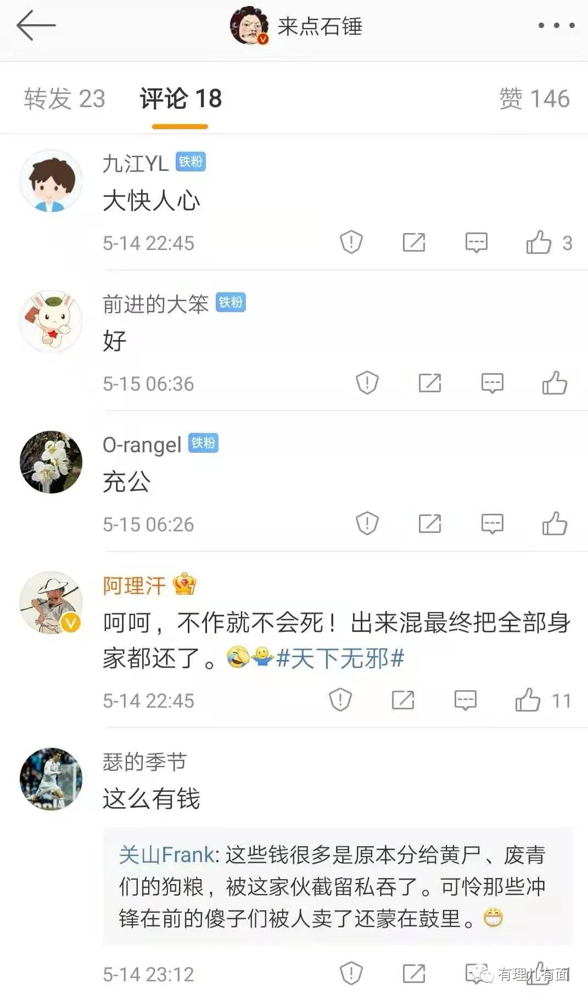 来点石锤
转发 23 评论 18 赞 146
九江YL 铁粉
大快人心
5-14 22:45 3
前进的大笨 铁粉
好
5-15 06:36
O-rangel 铁粉
充公
5-15 06:26
阿理汗
呵呵，不作就不会死！出来混最终把全部身
家都还了。#天下无邪#
5-14 22:45 11
瑟的季节
这么有钱
关山Frank: 这些钱很多是原本分给黄尸、废青
们的狗粮，被这家伙截留私吞了。可怜那些冲
锋在前的傻子们被人卖了还蒙在鼓里。
5-14 23:12
有理儿有面